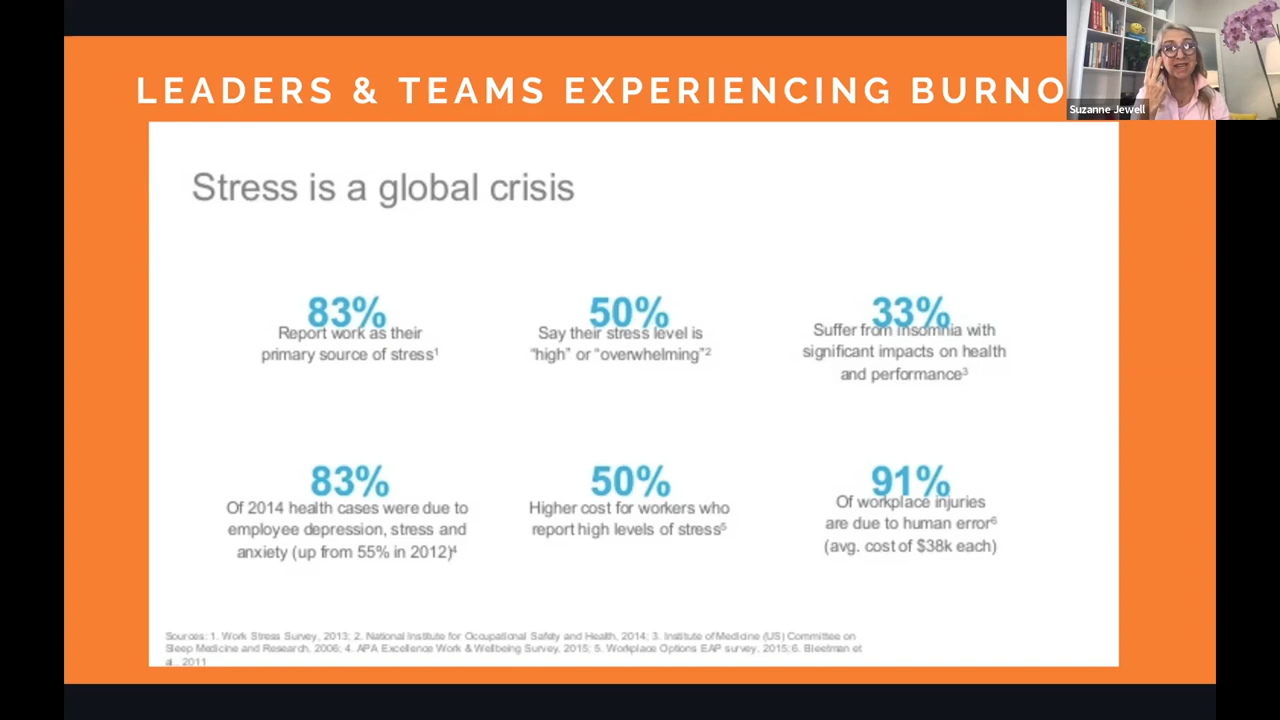 LEADERS & TEAMS EXPERIENCING BURNO
Suzanne Jewell
Stress is a global crisis
83%
Report work as their
primary source of stress¹
50%
Say their stress level is
“high” or “overwhelming”²
33%
Suffer from insomnia with
significant impacts on health
and performance³
83%
Of 2014 health cases were due to
employee depression, stress and
anxiety (up from 55% in 2012)⁴
50%
Higher cost for workers who
report high levels of stress⁵
91%
Of workplace injuries
are due to human error⁶
(avg. cost of $38k each)
Sources: 1. Work Stress Survey, 2013; 2. National Institute for Occupational Safety and Health, 2014; 3. Institute of Medicine (US) Committee on
Sleep Medicine and Research, 2006; 4. APA Excellence Work & Wellbeing Survey, 2015; 5. Workplace Options EAP survey. 2015; 6. Bleetman et
al., 2011